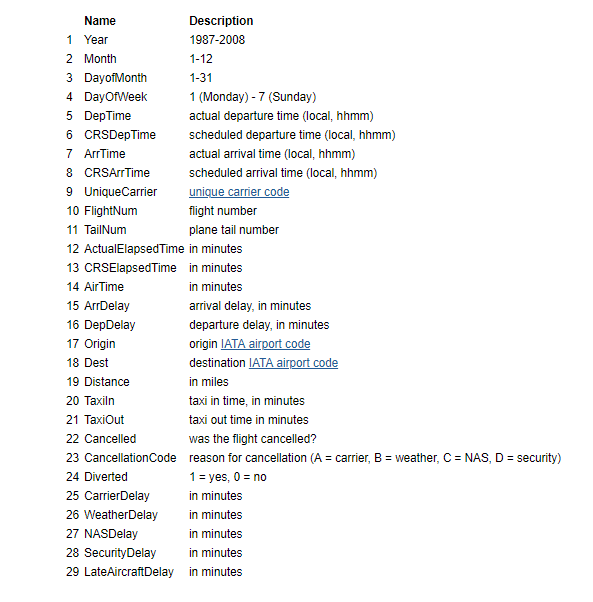 Name Description
1 Year 1987-2008
2 Month 1-12
3 DayofMonth 1-31
4 DayOfWeek 1 (Monday) - 7 (Sunday)
5 DepTime actual departure time (local, hhmm)
6 CRSDepTime scheduled departure time (local, hhmm)
7 ArrTime actual arrival time (local, hhmm)
8 CRSArrTime scheduled arrival time (local, hhmm)
9 UniqueCarrier unique carrier code
10 FlightNum flight number
11 TailNum plane tail number
12 ActualElapsedTime in minutes
13 CRSElapsedTime in minutes
14 AirTime in minutes
15 ArrDelay arrival delay, in minutes
16 DepDelay departure delay, in minutes
17 Origin origin IATA airport code
18 Dest destination IATA airport code
19 Distance in miles
20 TaxiIn taxi in time, in minutes
21 TaxiOut taxi out time in minutes
22 Cancelled was the flight cancelled?
23 CancellationCode reason for cancellation (A = carrier, B = weather, C = NAS, D = security)
24 Diverted 1 = yes, 0 = no
25 CarrierDelay in minutes
26 WeatherDelay in minutes
27 NASDelay in minutes
28 SecurityDelay in minutes
29 LateAircraftDelay in minutes